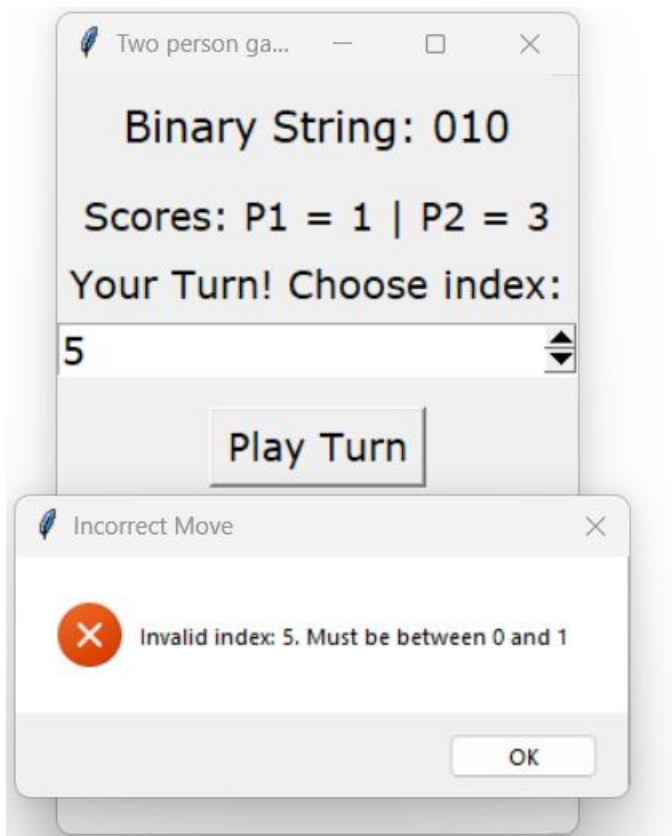 Two person ga...
Binary String: 010
Scores: P1 = 1 | P2 = 3
Your Turn! Choose index:
5
Play Turn
Incorrect Move
Invalid index: 5. Must be between 0 and 1
OK